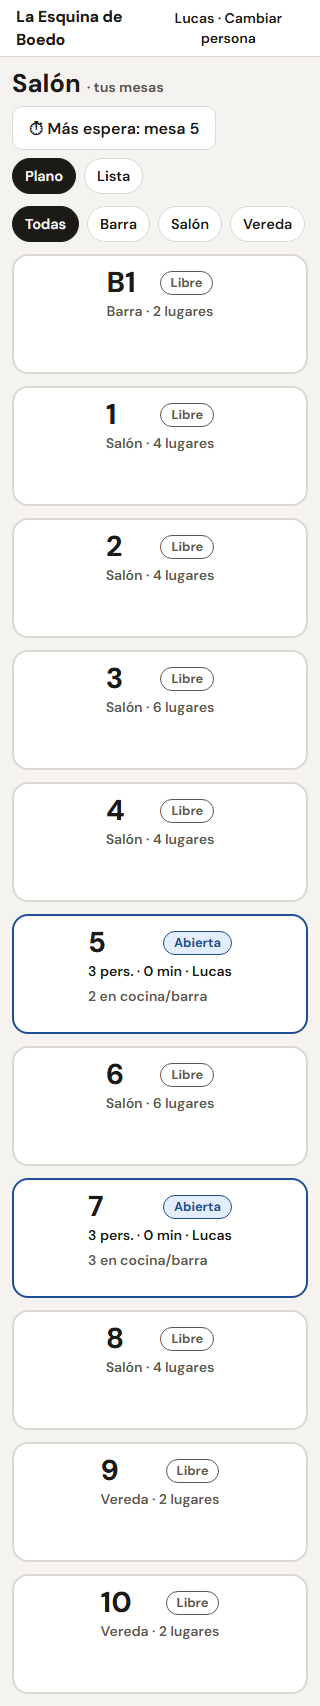 La Esquina de
Boedo
Lucas · Cambiar
persona
Salón · tus mesas
⏱ Más espera: mesa 5
Plano Lista
Todas Barra Salón Vereda
B1 Libre
Barra · 2 lugares
1 Libre
Salón · 4 lugares
2 Libre
Salón · 4 lugares
3 Libre
Salón · 6 lugares
4 Libre
Salón · 4 lugares
5 Abierta
3 pers. · 0 min · Lucas
2 en cocina/barra
6 Libre
Salón · 6 lugares
7 Abierta
3 pers. · 0 min · Lucas
3 en cocina/barra
8 Libre
Salón · 4 lugares
9 Libre
Vereda · 2 lugares
10 Libre
Vereda · 2 lugares